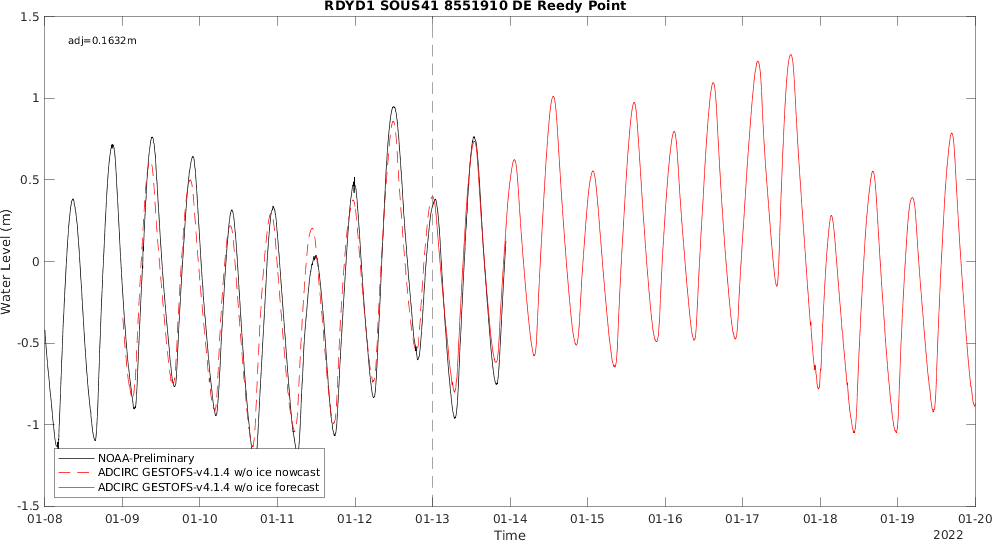 RDYD1 SOUS41 8551910 DE Reedy Point
adj=0.1632m
1.5
1
0.5
0
-0.5
-1
-1.5
Water Level (m)
NOAA-Preliminary
ADCIRC GESTOFS-v4.1.4 w/o ice nowcast
ADCIRC GESTOFS-v4.1.4 w/o ice forecast
01-08 01-09 01-10 01-11 01-12 01-13 01-14 01-15 01-16 01-17 01-18 01-19 01-20
Time
2022